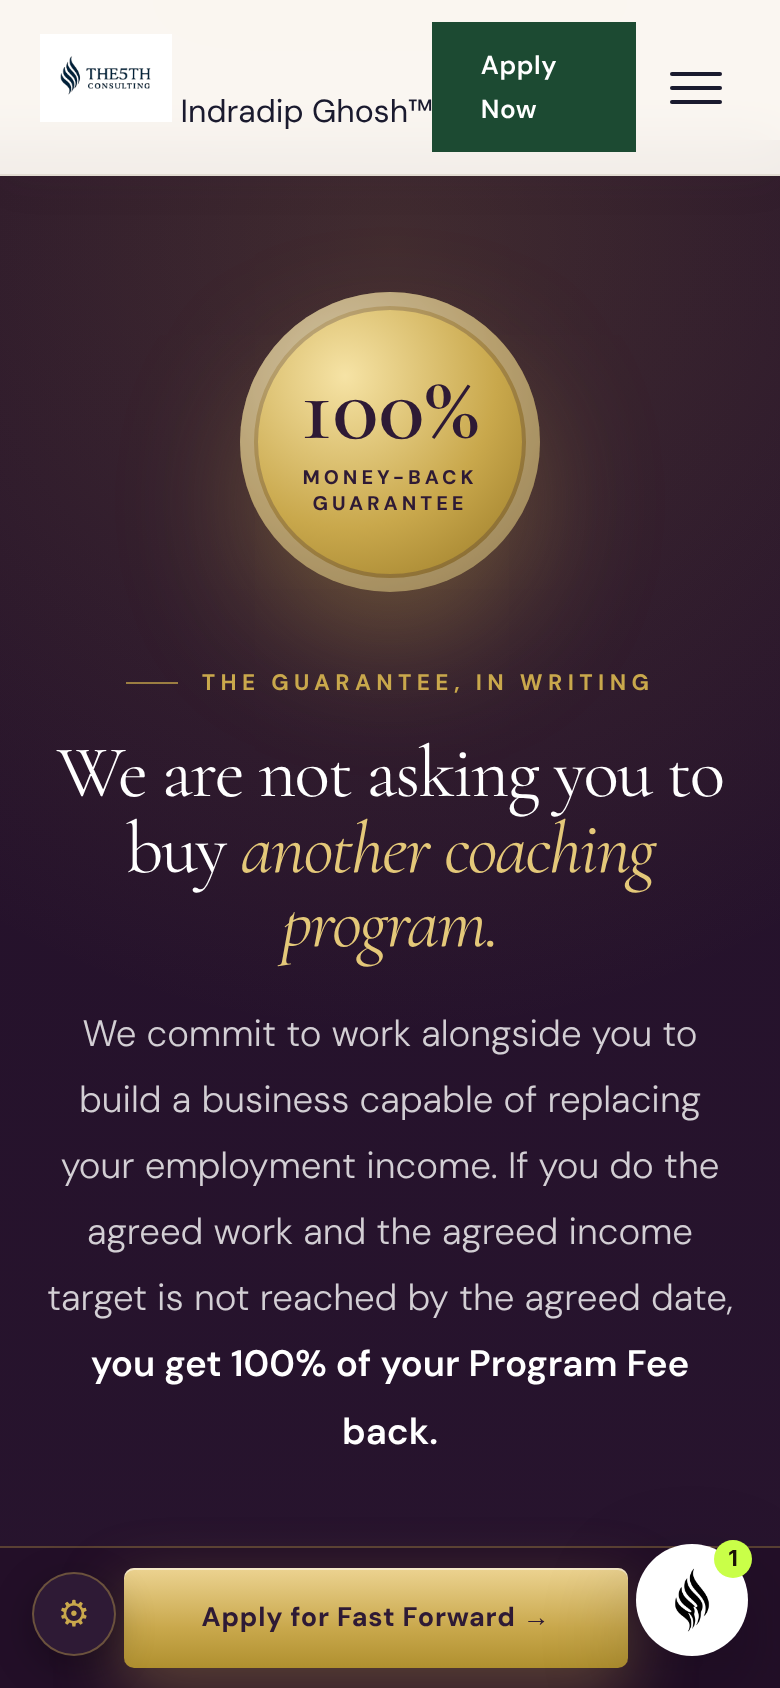 THE5TH
CONSULTING
Indradip Ghosh™
Apply
Now
100%
MONEY-BACK
GUARANTEE
THE GUARANTEE, IN WRITING
We are not asking you to
buy another coaching
program.
We commit to work alongside you to
build a business capable of replacing
your employment income. If you do the
agreed work and the agreed income
target is not reached by the agreed date,
you get 100% of your Program Fee
back.
Apply for Fast Forward →
1